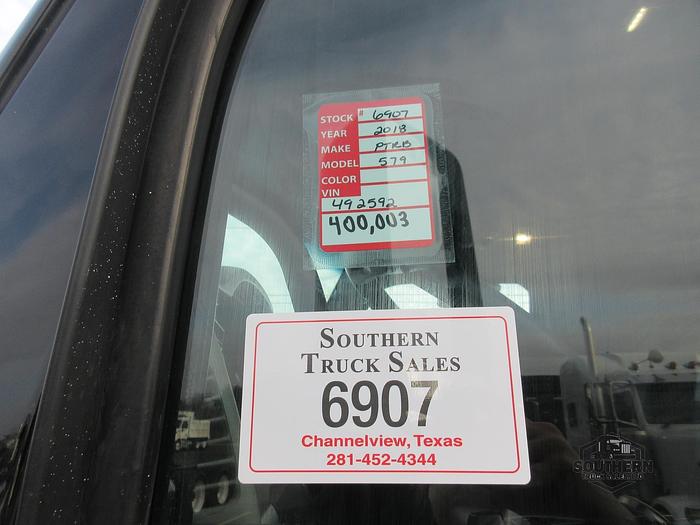 STOCK # 6907
YEAR 2018
MAKE PTRB
MODEL 579
COLOR
VIN
492592
400,003
SOUTHERN
TRUCK SALES
6907
Channelview, Texas
281-452-4344
SOUTHERN